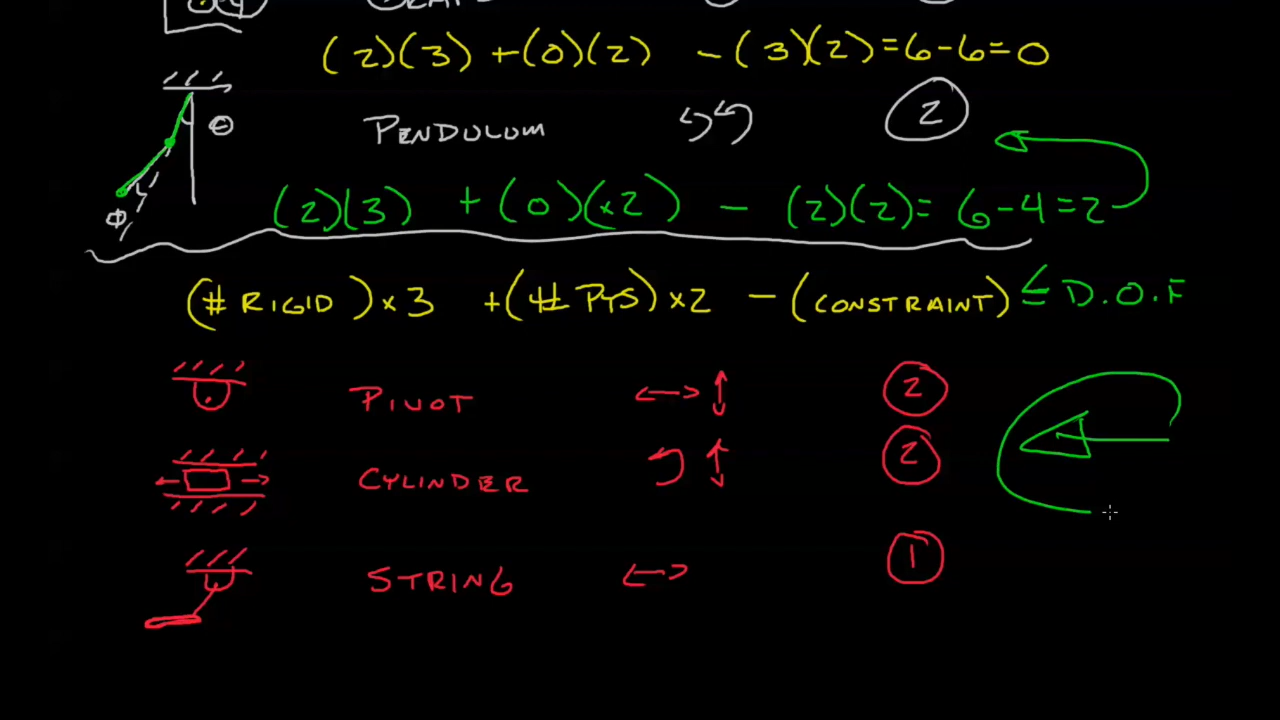 (2)(3) +(0)(2) -(3)(2)=6-6=0
θ PENDULUM 2
(2)(3) +(0)(×2) - (2)(2)= 6-4=2
φ
(# RIGID )×3 +(# PTS)×2 -(CONSTRAINT) ≤ D.O.F
PIVOT 2
CYLINDER 2
STRING 1